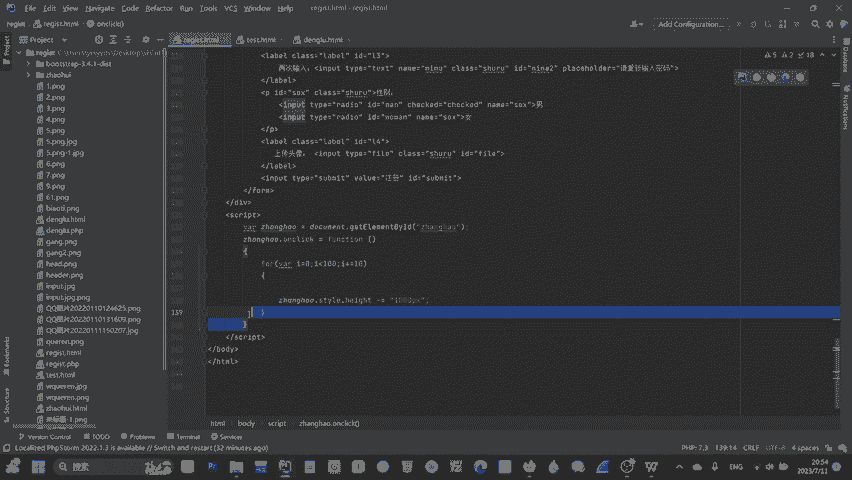 File Edit View Navigate Code Refactor Run Tools VCS Window Help regist.html - regist.html
regist regist.html onclick()
Add Configuration...
Project
regist.html test.html denglu.html
regist
bootstrap-3.4.1-dist
zhaohui
1.png
2.png
3.png
4.png
5.png
5.png.jpg
5.png-1.jpg
6.png
7.png
9.png
61.png
biaoti.png
denglu.html
denglu.php
gang.png
gang2.png
head.png
header.png
input.jpg
input.jpg.png
QQ图片20220110124625.png
QQ图片20220110131609.png
QQ图片20220111150207.jpg
queren.png
regist.html
regist.php
test.html
wqueren.jpg
wqueren.png
zhaohui.html
<label class="label" id="l3">
再次输入: <input type="text" name="mima" class="shuru" id="mima2" placeholder="请重新输入密码">
</label>
<p id="sex" class="shuru">性别:
<input type="radio" id="man" checked="checked" name="sex">男
<input type="radio" id="woman" name="sex">女
</p>
<label class="label" id="l4">
上传头像: <input type="file" class="shuru" id="file">
</label>
<input type="submit" value="注册" id="submit">
</form>
</div>
<script>
var zhanghao = document.getElementById("zhanghao");
zhanghao.onclick = function ()
{
for(var i=0;i<100;i+=10)
{
zhanghao.style.height -= "1000px";
139 }
}
</script>
</body>
</html>
html body script zhanghao.onclick()
Version Control TODO Problems Terminal Services
Localized PhpStorm 2022.1.3 is available // Switch and restart (32 minutes ago)
PHP: 7.3 139:14 CRLF UTF-8 4 spaces
Project
Bookmarks
Structure
Database
Notifications
搜索
ENG
20:54
2023/7/11